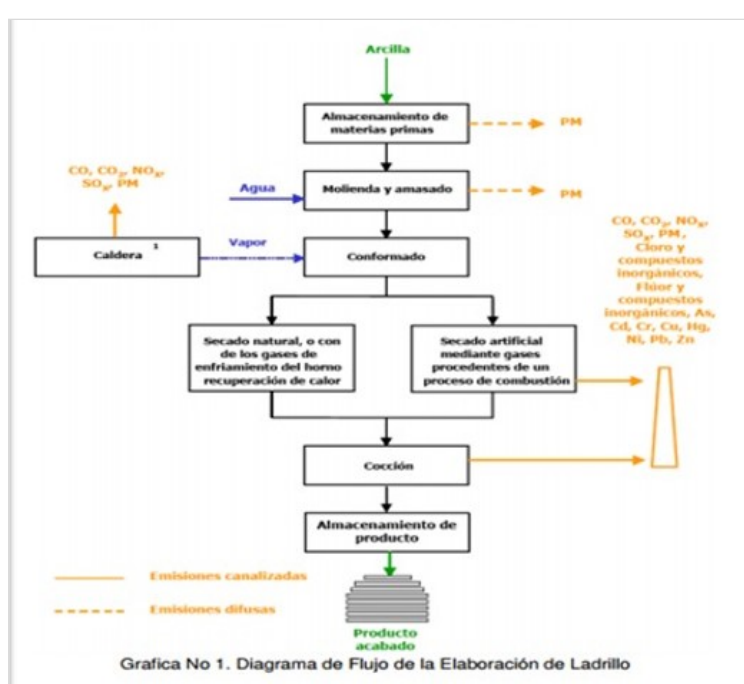 Arcilla
Almacenamiento de
materias primas
PM
CO, CO₂, NOₓ,
SOₓ, PM
Agua
Molienda y amasado
PM
Caldera 1
Vapor
Conformado
CO, CO₂, NOₓ,
SOₓ, PM,
Cloro y
compuestos
inorgánicos,
Flúor y
compuestos
inorgánicos, As,
Cd, Cr, Cu, Hg,
Ni, Pb, Zn
Secado natural, o con
de los gases de
enfriamiento del horno
recuperación de calor
Secado artificial
mediante gases
procedentes de un
proceso de combustión
Cocción
Almacenamiento de
producto
Emisiones canalizadas
Emisiones difusas
Producto
acabado
Grafica No 1. Diagrama de Flujo de la Elaboración de Ladrillo